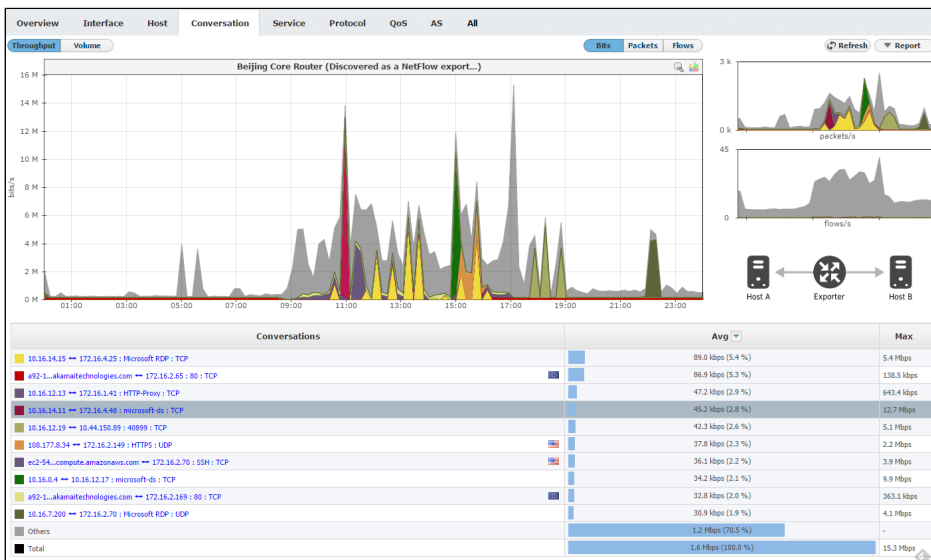 Overview Interface Host Conversation Service Protocol QoS AS All
Throughput Volume Bits Packets Flows Refresh Report
Beijing Core Router (Discovered as a NetFlow export...)
16 M
14 M
12 M
10 M
8 M
6 M
4 M
2 M
0 M
bits/s
01:00 03:00 05:00 07:00 09:00 11:00 13:00 15:00 17:00 19:00 21:00 23:00
3 k
0 k
packets/s
45
0
flows/s
Host A Exporter Host B
Conversations Avg Max
10.16.14.15 ↔ 172.16.4.25 : Microsoft RDP : TCP 89.0 kbps (5.4 %) 5.4 Mbps
a92-1...akamaitechnologies.com ↔ 172.16.2.65 : 80 : TCP 86.9 kbps (5.3 %) 138.5 kbps
10.16.12.13 ↔ 172.16.1.41 : HTTP-Proxy : TCP 47.2 kbps (2.9 %) 643.4 kbps
10.16.14.11 ↔ 172.16.4.48 : microsoft-ds : TCP 45.2 kbps (2.8 %) 12.7 Mbps
10.16.12.19 ↔ 10.44.150.89 : 40899 : TCP 42.3 kbps (2.6 %) 5.1 Mbps
108.177.8.34 ↔ 172.16.2.149 : HTTPS : UDP 37.8 kbps (2.3 %) 2.2 Mbps
ec2-54...compute.amazonaws.com ↔ 172.16.2.70 : SSH : TCP 36.1 kbps (2.2 %) 3.9 Mbps
10.16.0.4 ↔ 10.16.12.17 : microsoft-ds : TCP 34.2 kbps (2.1 %) 9.9 Mbps
a92-1...akamaitechnologies.com ↔ 172.16.2.169 : 80 : TCP 32.8 kbps (2.0 %) 363.1 kbps
10.16.7.200 ↔ 172.16.2.70 : Microsoft RDP : UDP 30.9 kbps (1.9 %) 4.1 Mbps
Others 1.2 Mbps (70.5 %) -
Total 1.6 Mbps (100.0 %) 15.3 Mbps